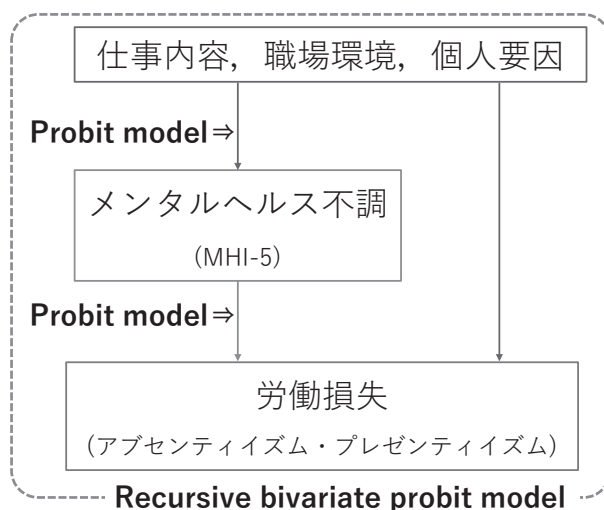 仕事内容，職場環境，個人要因
Probit model⇒
メンタルヘルス不調
(MHI-5)
Probit model⇒
労働損失
(アブセンティイズム・プレゼンティイズム)
Recursive bivariate probit model